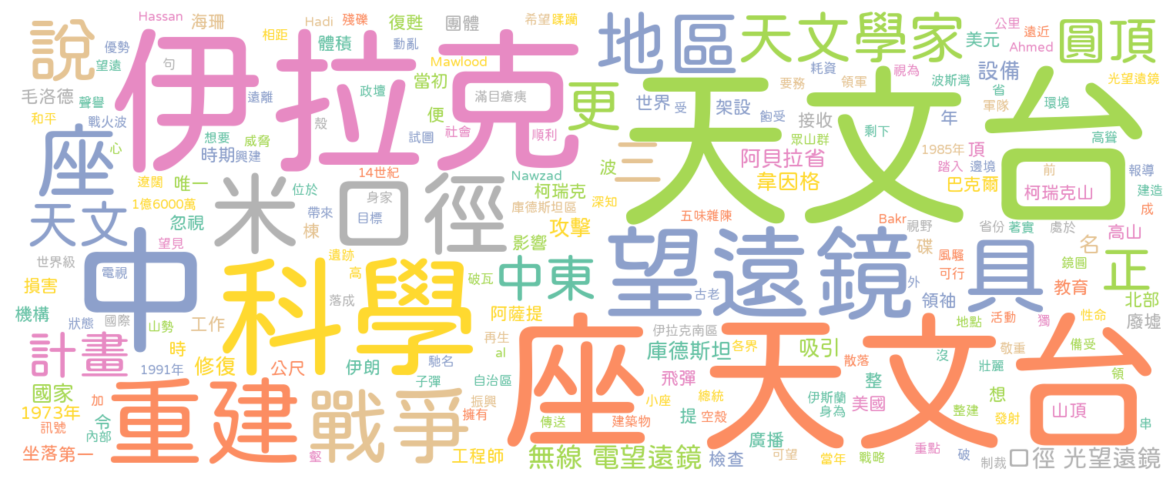 Hassan 海珊 殘礫 Hadi 復甦 團體 希望 蹂躪 公里
說 優勢 望遠 伊拉克 相距 體積 動亂 地區 天文學家 美元 遠近 Ahmed 圓頂
毛洛德 聲譽 句 遠離 政壇 當初 Mawlood 滿目瘡痍 更 耗資 要務 領軍 視為 波斯灣 設備 省 光望遠鏡
和平 戰火波 殼 試圖 便 社會 順利 世界 受 架設 飽受 天文台 接收 年 軍隊 環境
心 想要 威脅 時期 興建 波 三 眾山群 剩下 1985年 頂 高聳
座 遼闊 唯一 位於 14世紀 Nawzad 柯瑞克 阿貝拉省 韋因格 踏入 邊境 巴克爾 前 柯瑞克山 報導 建造
天文 1億6000萬 忽視 米口徑 帶來 身家 目標 庫德斯坦區 深知 攻擊 五味雜陳 Bakr 視野 省份 著實 處於 高山 成
望見 棟 影響 望遠鏡 碟 風騷 可行 具 鏡圓 名 正
世界級 電視 中 科學 遺跡 高 破瓦 中東 古老 外 領袖 教育 北部
損害 機構 狀態 國際 山勢 落成 阿薩提 地點 活動 獨 性命 廢墟
計畫 工作 時 修復 公尺 伊朗 馳名 再生 al 座天文台 伊拉克南區 庫德斯坦 各界 吸引 沒 敬重 備受
國家 1991年 重建 戰爭 子彈 自治區 飛彈 散落 壯麗 領
1973年 加 訊號 令 內部 振興 擁有 小座 總統 提 空殼 伊斯蘭 身為 整 美國 想 整建 山頂
坐落 第一 壑 工程師 傳送 建築物 無線 電望遠鏡 檢查 廣播 可望 當年 戰略 重點 破 發射 制裁 口徑 光望遠鏡 串